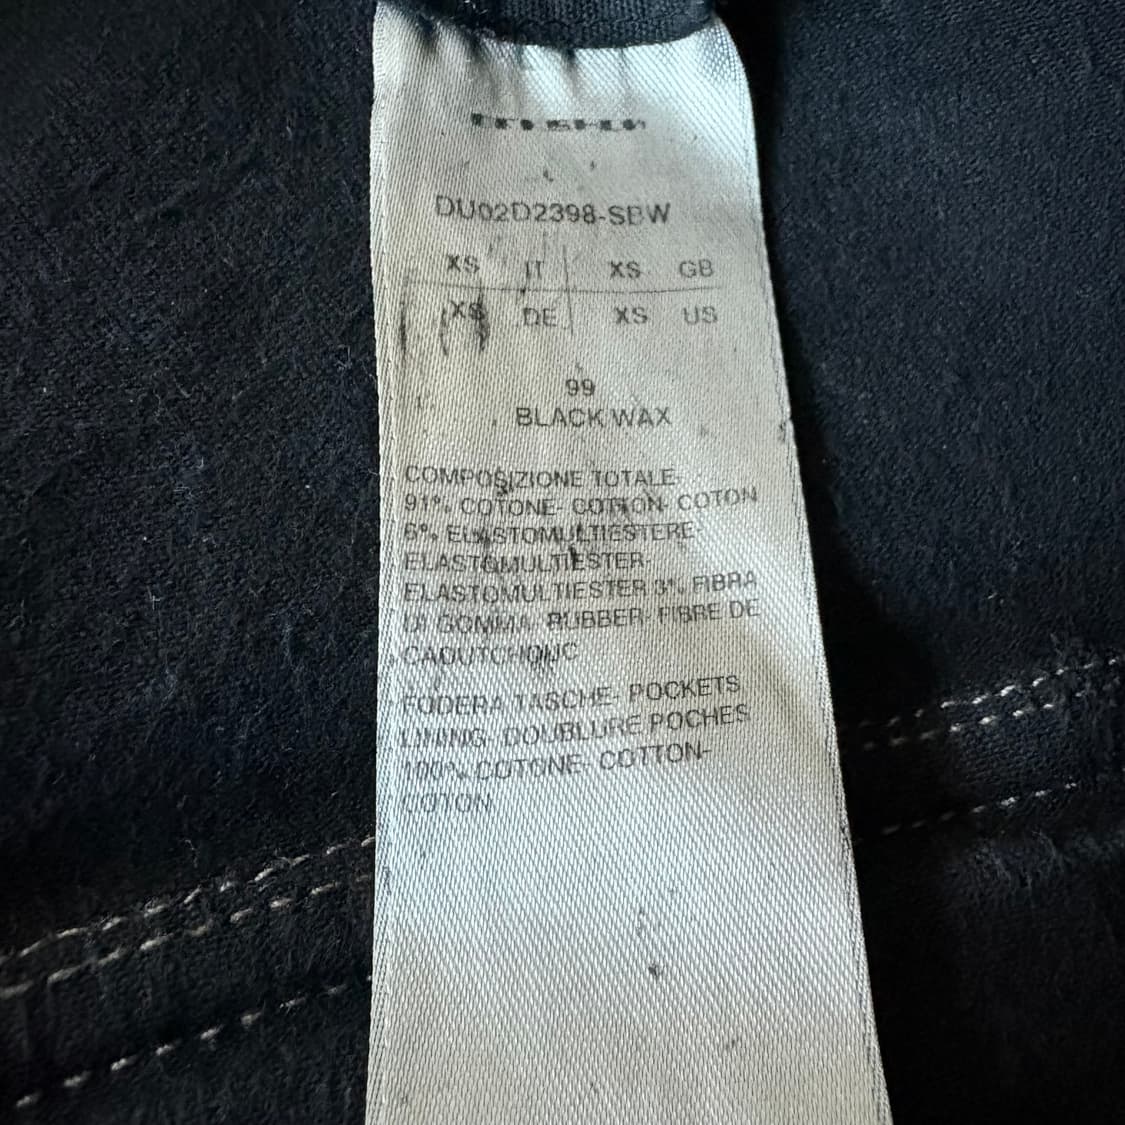 DU02D2398-SBW
XS IT XS GB
XS DE XS US
99
BLACK WAX
COMPOSIZIONE TOTALE
91% COTONE- COTTON- COTON
6% ELASTOMULTIESTERE-
ELASTOMULTIESTER-
ELASTOMULTIESTER 3% FIBRA
DI GOMMA- RUBBER- FIBRE DE
CAOUTCHOUC
FODERA TASCHE- POCKETS
LINING- DOUBLURE POCHES
100% COTONE- COTTON-
COTON